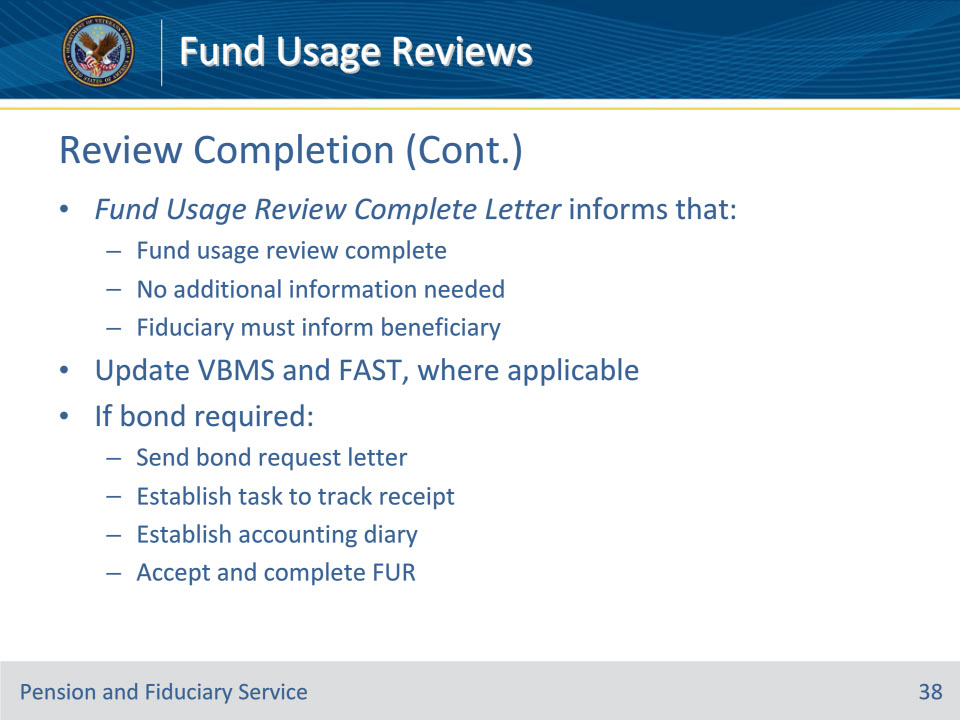 Fund Usage Reviews
Review Completion (Cont.)
• Fund Usage Review Complete Letter informs that:
– Fund usage review complete
– No additional information needed
– Fiduciary must inform beneficiary
• Update VBMS and FAST, where applicable
• If bond required:
– Send bond request letter
– Establish task to track receipt
– Establish accounting diary
– Accept and complete FUR
Pension and Fiduciary Service
38